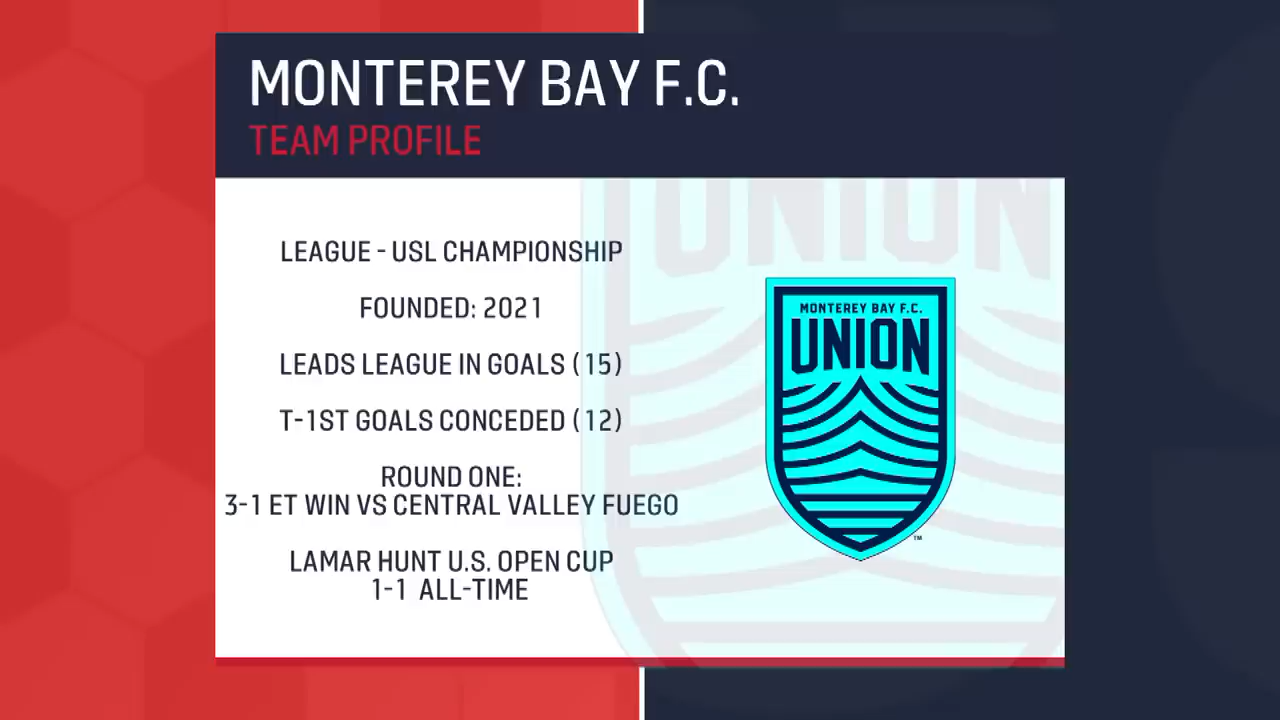 MONTEREY BAY F.C.
TEAM PROFILE
LEAGUE - USL CHAMPIONSHIP
FOUNDED: 2021
LEADS LEAGUE IN GOALS (15)
T-1ST GOALS CONCEDED (12)
ROUND ONE:
3-1 ET WIN VS CENTRAL VALLEY FUEGO
LAMAR HUNT U.S. OPEN CUP
1-1 ALL-TIME
UNION
MONTEREY BAY F.C.
UNION
TM